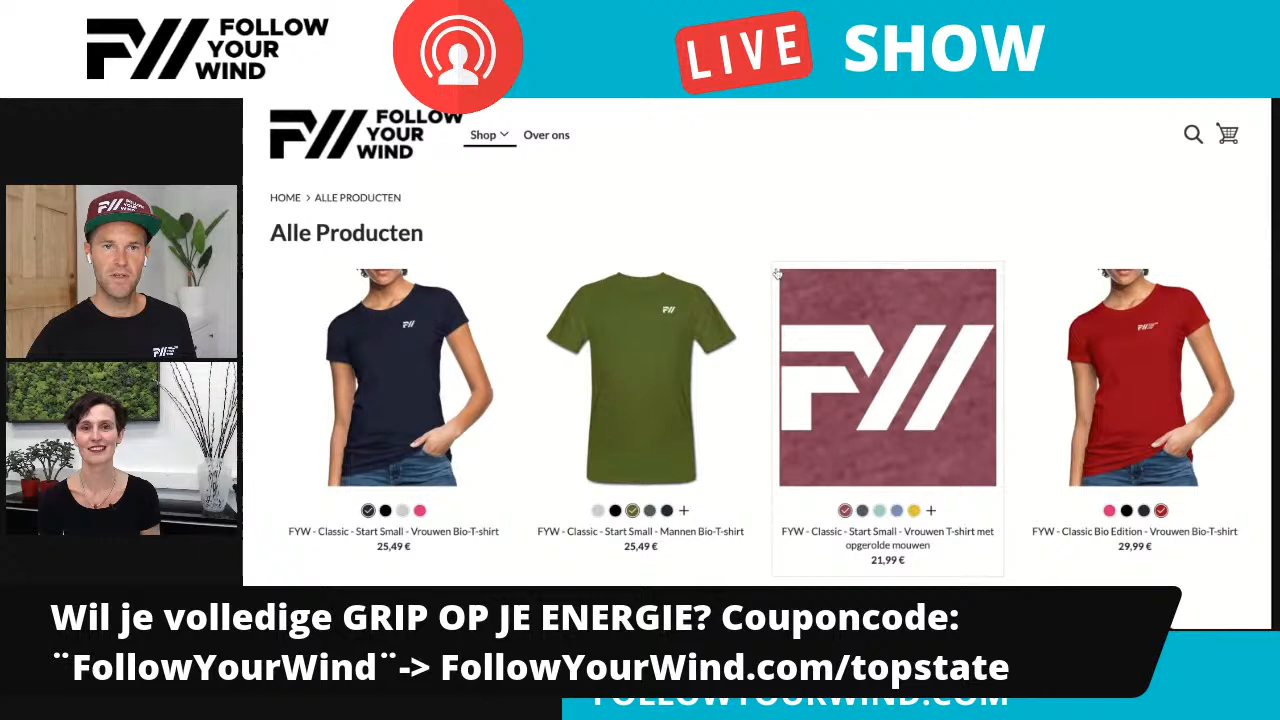 FOLLOW
YOUR
WIND
LIVE
SHOW
FOLLOW
YOUR
WIND
Shop
Over ons
HOME > ALLE PRODUCTEN
Alle Producten
FYW - Classic - Start Small - Vrouwen Bio-T-shirt
25,49 €
FYW - Classic - Start Small - Mannen Bio-T-shirt
25,49 €
FYW - Classic - Start Small - Vrouwen T-shirt met
opgerolde mouwen
21,99 €
FYW - Classic Bio Edition - Vrouwen Bio-T-shirt
29,99 €
Wil je volledige GRIP OP JE ENERGIE? Couponcode:
¨FollowYourWind¨-> FollowYourWind.com/topstate
FOLLOWYOURWIND.COM